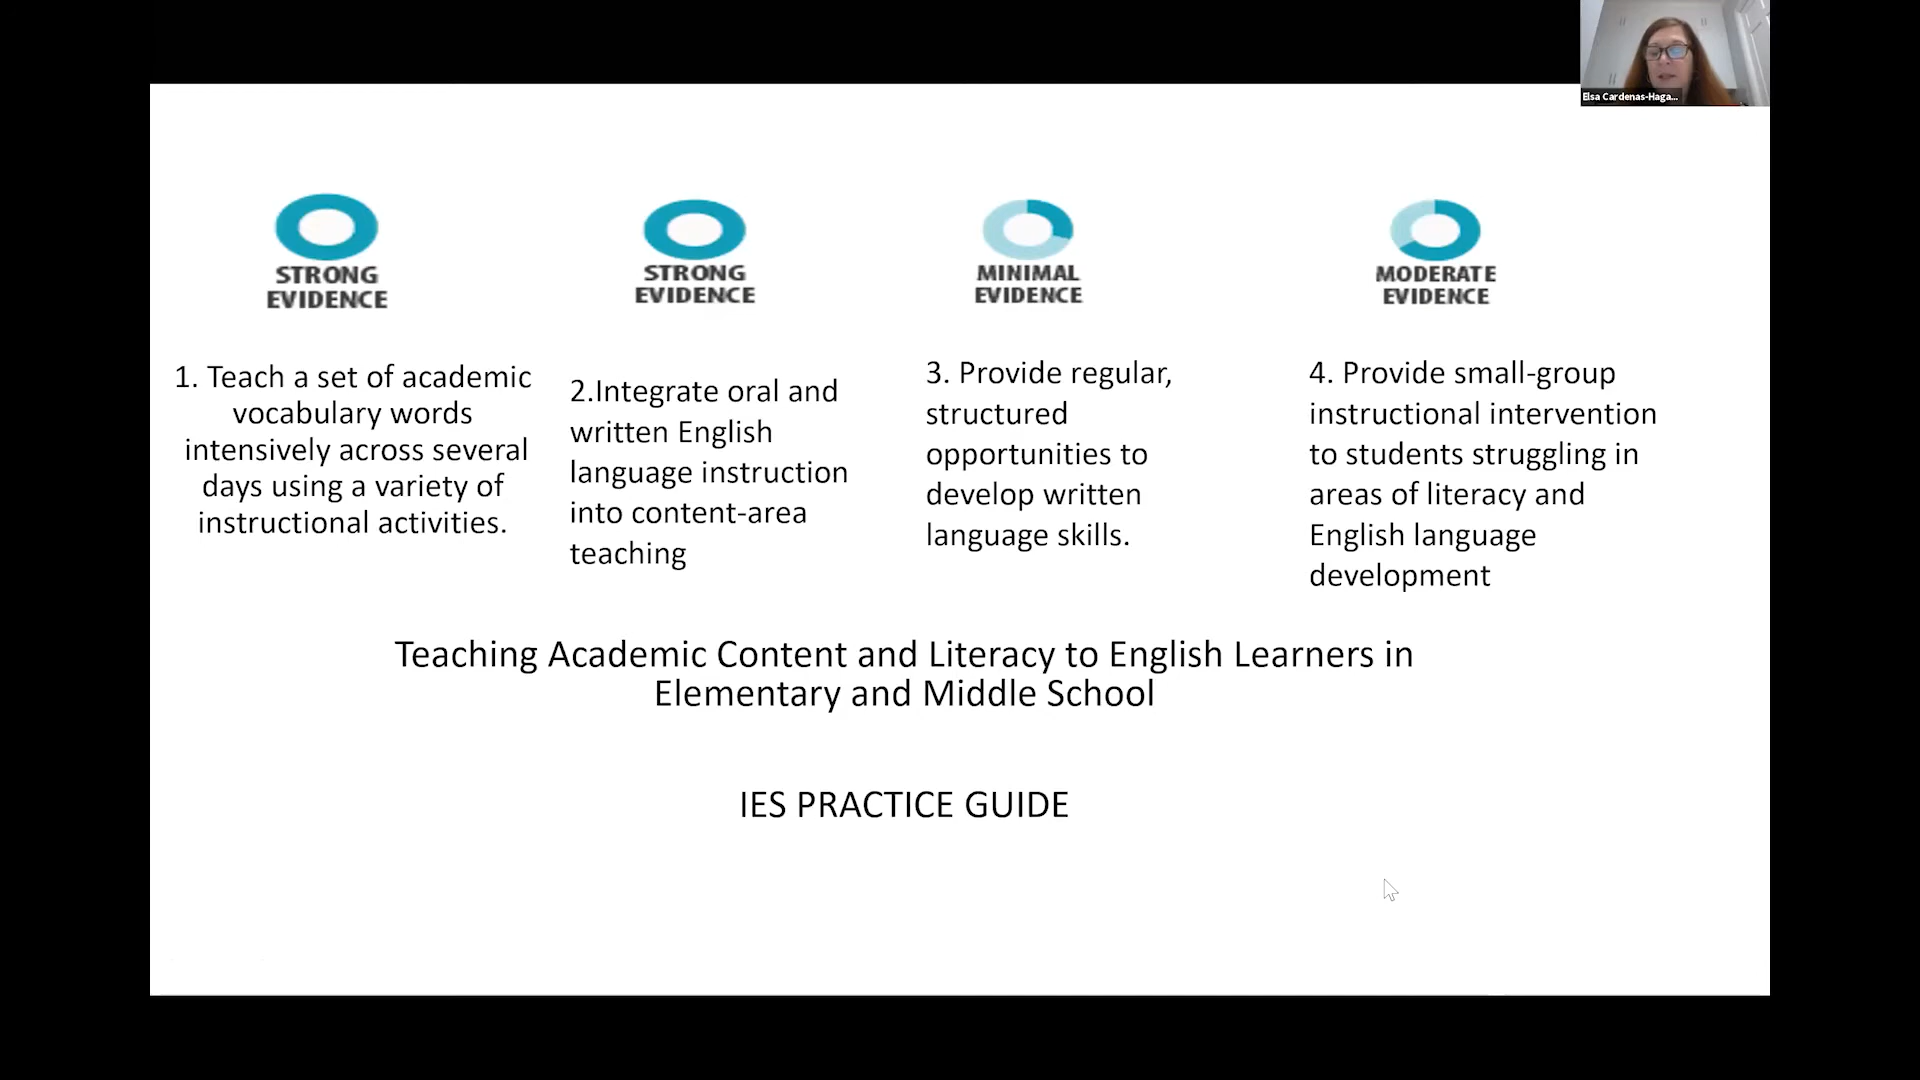 Elsa Cardenas-Haga...
STRONG
EVIDENCE
STRONG
EVIDENCE
MINIMAL
EVIDENCE
MODERATE
EVIDENCE
1. Teach a set of academic
vocabulary words
intensively across several
days using a variety of
instructional activities.
2.Integrate oral and
written English
language instruction
into content-area
teaching
3. Provide regular,
structured
opportunities to
develop written
language skills.
4. Provide small-group
instructional intervention
to students struggling in
areas of literacy and
English language
development
Teaching Academic Content and Literacy to English Learners in
Elementary and Middle School
IES PRACTICE GUIDE